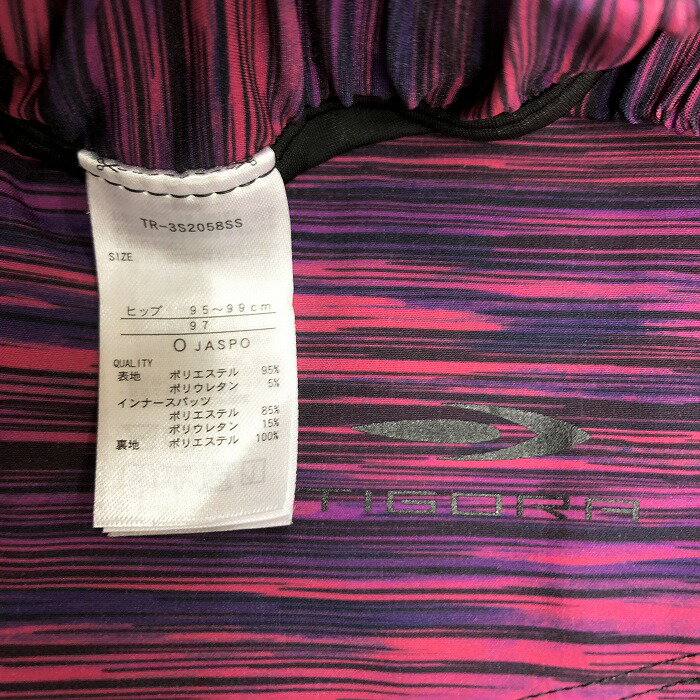 TR-3S2058SS
SIZE
ヒップ 95～99cm
97
O JASPO
QUALITY
表地 ポリエステル 95%
ポリウレタン 5%
インナースパッツ
ポリエステル 85%
ポリウレタン 15%
裏地 ポリエステル 100%
TIGORA